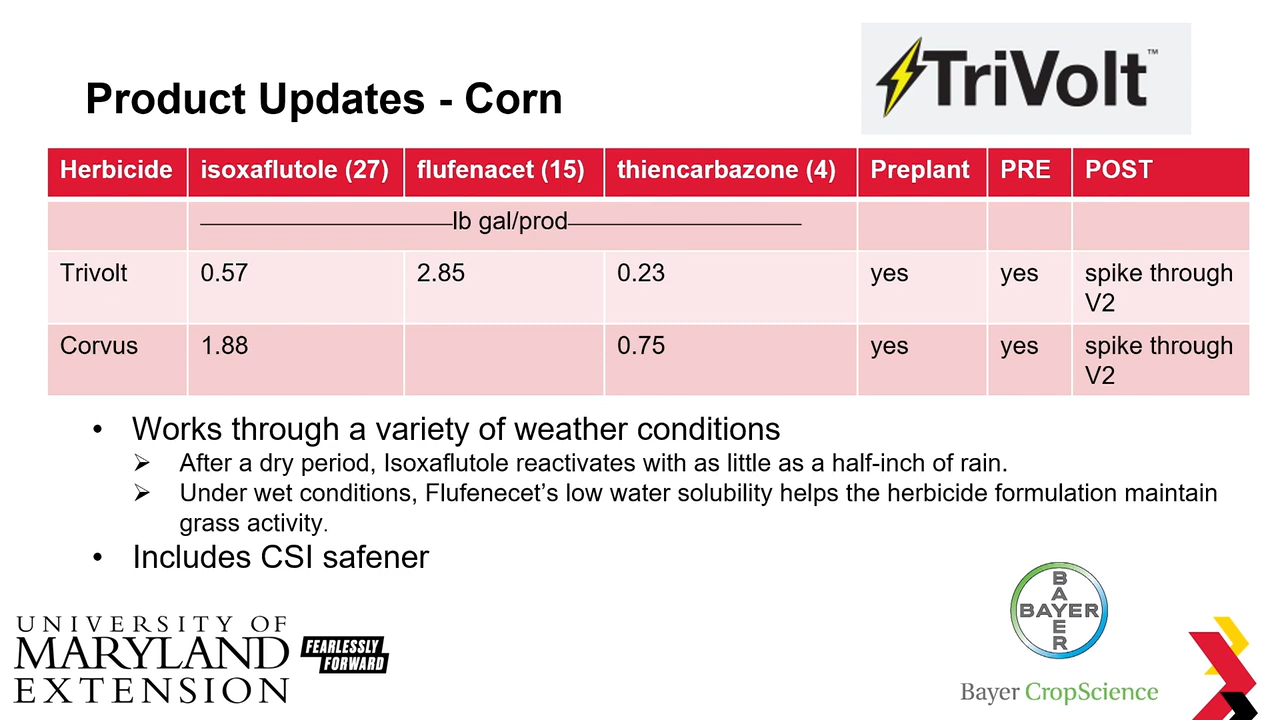 TriVolt™
Product Updates - Corn
Herbicide isoxaflutole (27) flufenacet (15) thiencarbazone (4) Preplant PRE POST
lb gal/prod
Trivolt 0.57 2.85 0.23 yes yes spike through
V2
Corvus 1.88 0.75 yes yes spike through
V2
• Works through a variety of weather conditions
➢ After a dry period, Isoxaflutole reactivates with as little as a half-inch of rain.
➢ Under wet conditions, Flufenecet’s low water solubility helps the herbicide formulation maintain
grass activity.
• Includes CSI safener
UNIVERSITY OF
MARYLAND
EXTENSION
FEARLESSLY
FORWARD
BAYER
BAYER
Bayer CropScience